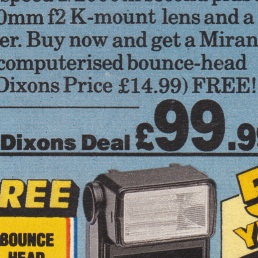 0mm f2 K-mount lens and a
er. Buy now and get a Miran
computerised bounce-head
Dixons Price £14.99) FREE!
Dixons Deal £99.9
REE
BOUNCE
HEAD
5
Y